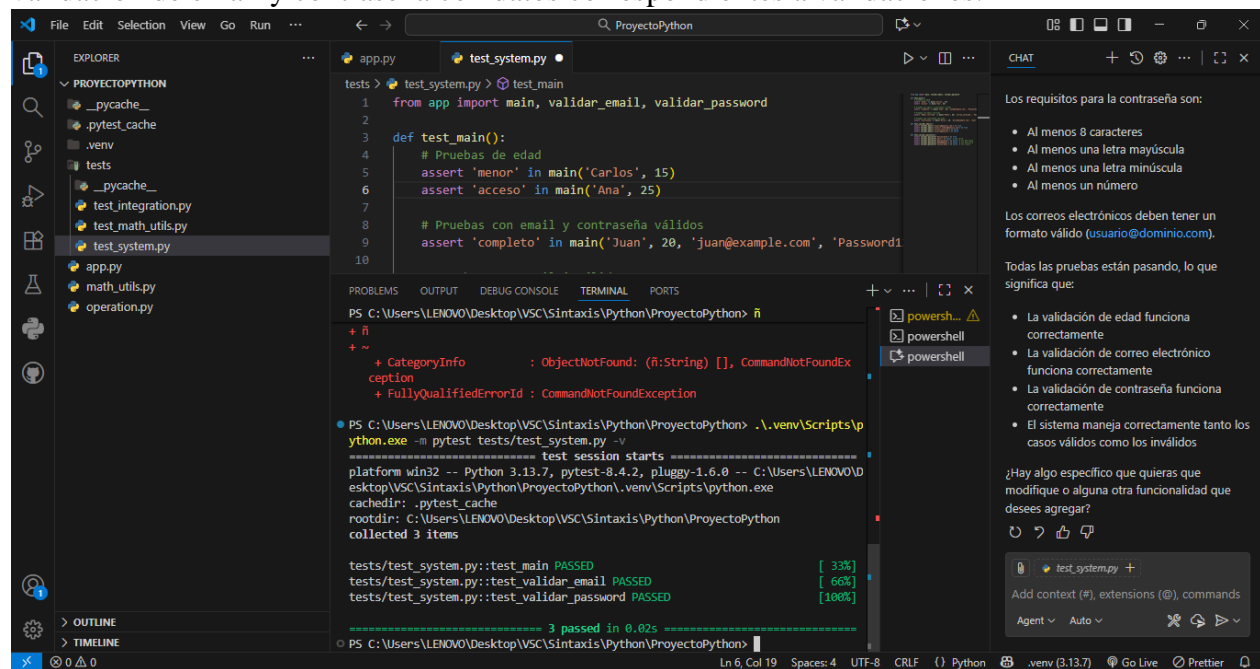 File Edit Selection View Go Run ··· ProyectoPython
EXPLORER
PROYECTOPYTHON
__pycache__
.pytest_cache
.venv
tests
__pycache__
test_integration.py
test_math_utils.py
test_system.py
app.py
math_utils.py
operation.py
OUTLINE
TIMELINE
app.py test_system.py
tests > test_system.py > test_main
1 from app import main, validar_email, validar_password
2
3 def test_main():
4 # Pruebas de edad
5 assert 'menor' in main('Carlos', 15)
6 assert 'acceso' in main('Ana', 25)
7
8 # Pruebas con email y contraseña válidos
9 assert 'completo' in main('Juan', 20, 'juan@example.com', 'Password1
10
PROBLEMS OUTPUT DEBUG CONSOLE TERMINAL PORTS
PS C:\Users\LENOVO\Desktop\VSC\Sintaxis\Python\ProyectoPython> ñ
+ ñ
+ ~
+ CategoryInfo : ObjectNotFound: (ñ:String) [], CommandNotFoundEx
ception
+ FullyQualifiedErrorId : CommandNotFoundException
PS C:\Users\LENOVO\Desktop\VSC\Sintaxis\Python\ProyectoPython> .\.venv\Scripts\p
ython.exe -m pytest tests/test_system.py -v
============================= test session starts =============================
platform win32 -- Python 3.13.7, pytest-8.4.2, pluggy-1.6.0 -- C:\Users\LENOVO\D
esktop\VSC\Sintaxis\Python\ProyectoPython\.venv\Scripts\python.exe
cachedir: .pytest_cache
rootdir: C:\Users\LENOVO\Desktop\VSC\Sintaxis\Python\ProyectoPython
collected 3 items
tests/test_system.py::test_main PASSED [ 33%]
tests/test_system.py::test_validar_email PASSED [ 66%]
tests/test_system.py::test_validar_password PASSED [100%]
============================== 3 passed in 0.02s ==============================
PS C:\Users\LENOVO\Desktop\VSC\Sintaxis\Python\ProyectoPython>
powersh...
powershell
powershell
CHAT
Los requisitos para la contraseña son:
• Al menos 8 caracteres
• Al menos una letra mayúscula
• Al menos una letra minúscula
• Al menos un número
Los correos electrónicos deben tener un
formato válido (usuario@dominio.com).
Todas las pruebas están pasando, lo que
significa que:
• La validación de edad funciona
correctamente
• La validación de correo electrónico
funciona correctamente
• La validación de contraseña funciona
correctamente
• El sistema maneja correctamente tanto los
casos válidos como los inválidos
¿Hay algo específico que quieras que
modifique o alguna otra funcionalidad que
desees agregar?
test_system.py +
Add context (#), extensions (@), commands
Agent Auto
0 0 Ln 6, Col 19 Spaces: 4 UTF-8 CRLF {} Python .venv (3.13.7) Go Live Prettier